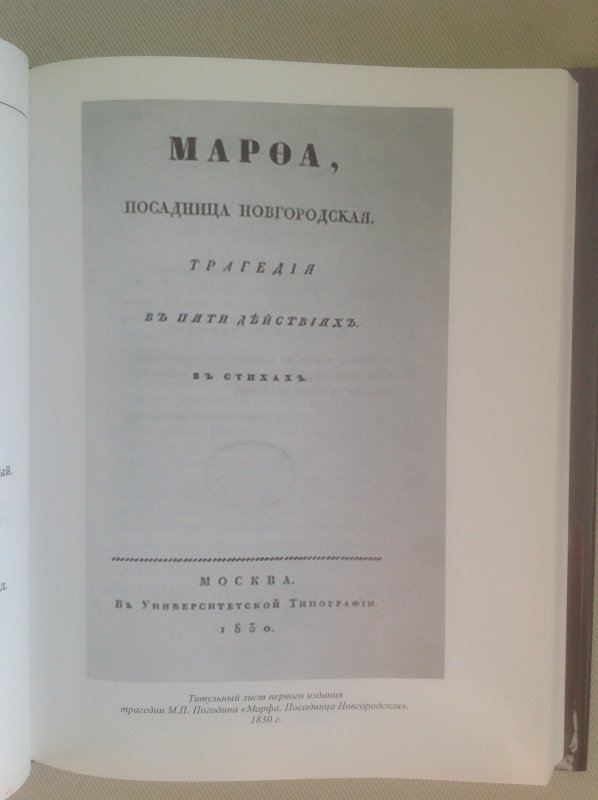 МАРѲА,
ПОСАДНИЦА НОВГОРОДСКАЯ.
ТРАГЕДІЯ
ВЪ ПЯТИ ДѢЙСТВІЯХЪ.
ВЪ СТИХАХЪ.
МОСКВА.
Въ Университетской Типографіи.
1830.
Титульный лист первого издания
трагедии М.П. Погодина «Марфа, Посадница Новгородская».
1830 г.
ый.
д.